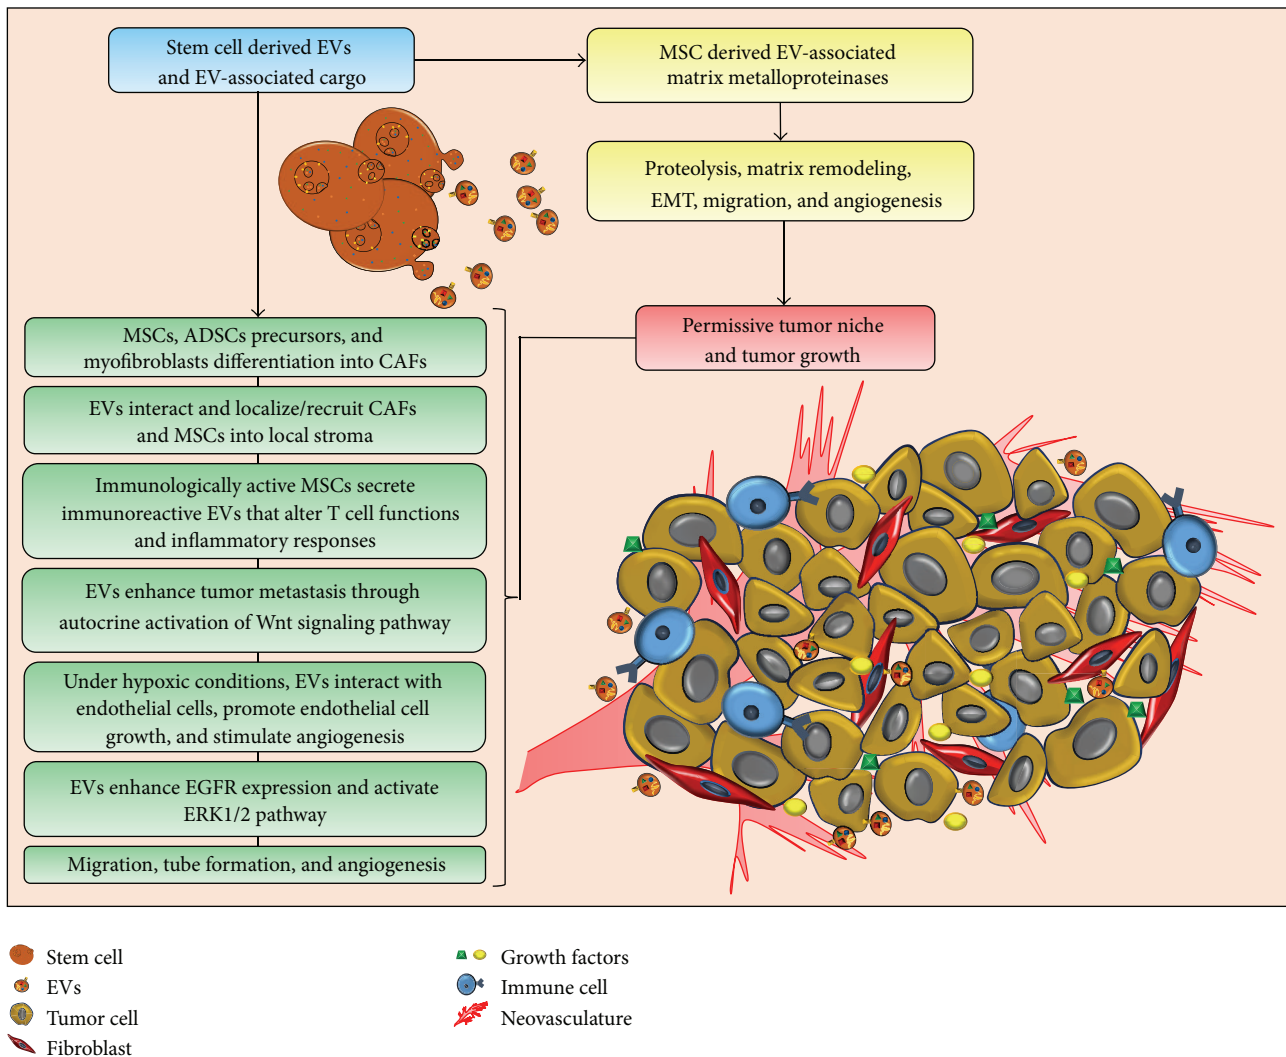 Stem cell derived EVs
and EV-associated cargo
MSC derived EV-associated
matrix metalloproteinases
Proteolysis, matrix remodeling,
EMT, migration, and angiogenesis
Permissive tumor niche
and tumor growth
MSCs, ADSCs precursors, and
myofibroblasts differentiation into CAFs
EVs interact and localize/recruit CAFs
and MSCs into local stroma
Immunologically active MSCs secrete
immunoreactive EVs that alter T cell functions
and inflammatory responses
EVs enhance tumor metastasis through
autocrine activation of Wnt signaling pathway
Under hypoxic conditions, EVs interact with
endothelial cells, promote endothelial cell
growth, and stimulate angiogenesis
EVs enhance EGFR expression and activate
ERK1/2 pathway
Migration, tube formation, and angiogenesis
Stem cell
EVs
Tumor cell
Fibroblast
Growth factors
Immune cell
Neovasculature